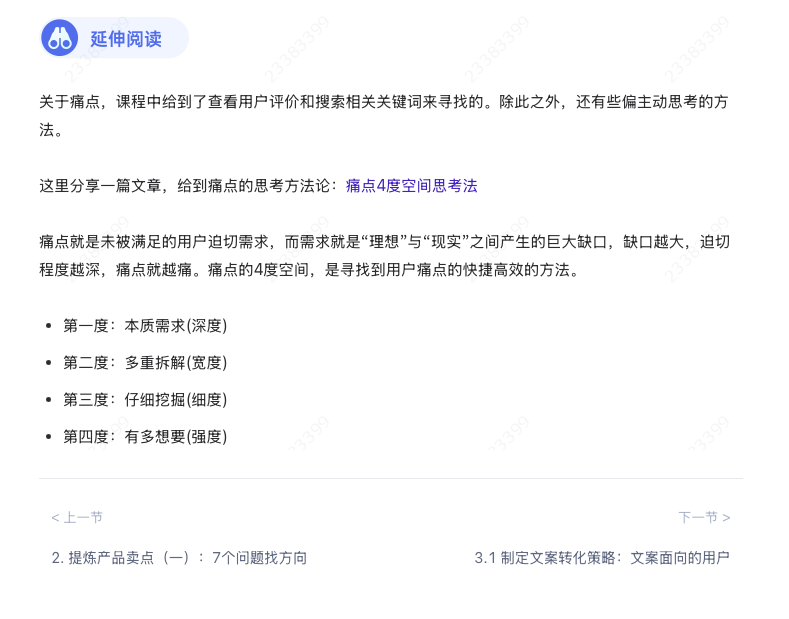 延伸阅读
关于痛点，课程中给到了查看用户评价和搜索相关关键词来寻找的。除此之外，还有些偏主动思考的方
法。
这里分享一篇文章，给到痛点的思考方法论：痛点4度空间思考法
痛点就是未被满足的用户迫切需求，而需求就是“理想”与“现实”之间产生的巨大缺口，缺口越大，迫切
程度越深，痛点就越痛。痛点的4度空间，是寻找到用户痛点的快捷高效的方法。
• 第一度：本质需求(深度)
• 第二度：多重拆解(宽度)
• 第三度：仔细挖掘(细度)
• 第四度：有多想要(强度)
< 上一节
下一节 >
2. 提炼产品卖点（一）：7个问题找方向
3.1 制定文案转化策略：文案面向的用户
23383399